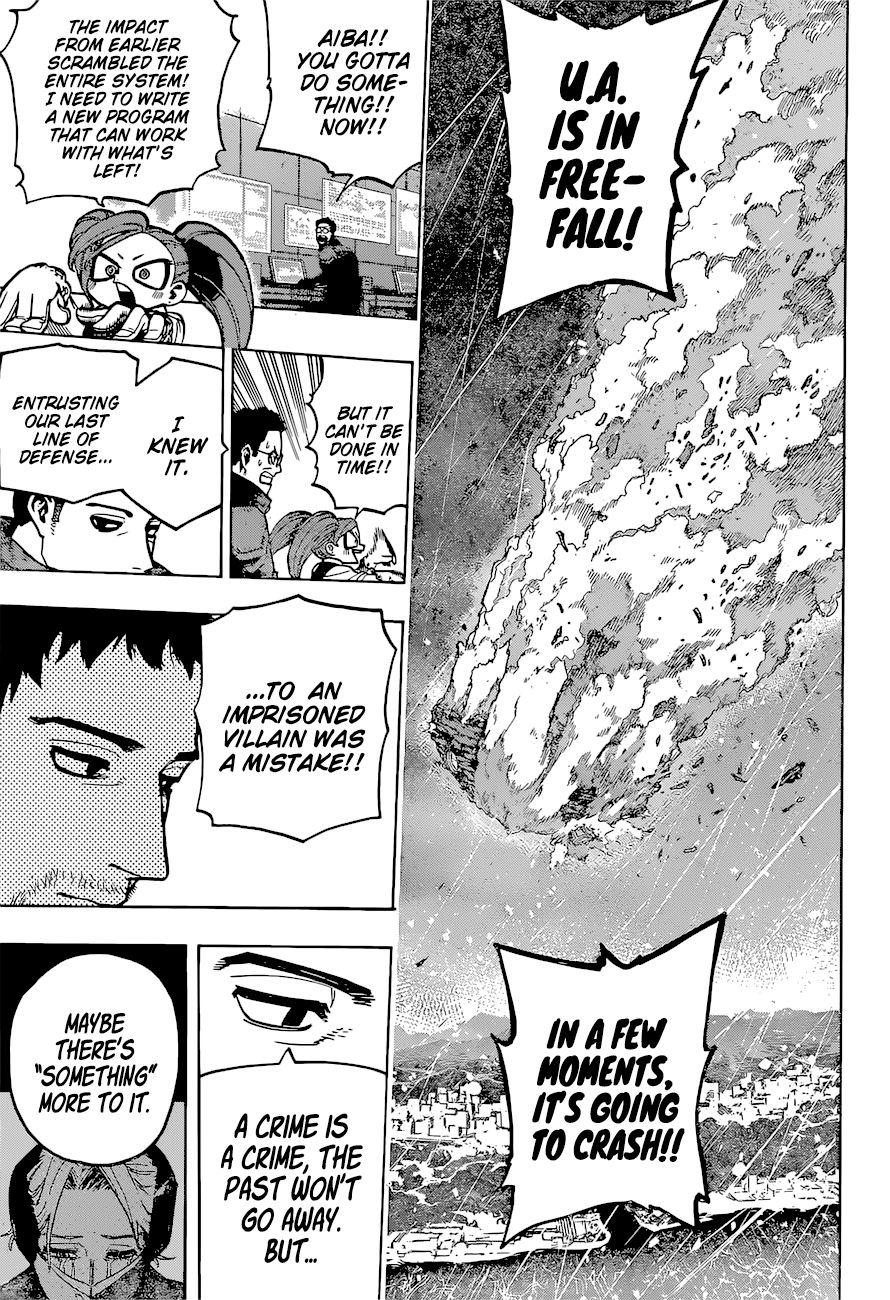 U.A.
IS IN
FREE-
FALL!
IN A FEW
MOMENTS,
IT'S GOING
TO CRASH!!
AIBA!!
YOU GOTTA
DO SOME-
THING!!
NOW!!
THE IMPACT
FROM EARLIER
SCRAMBLED THE
ENTIRE SYSTEM!
I NEED TO WRITE
A NEW PROGRAM
THAT CAN WORK
WITH WHAT'S
LEFT!
BUT IT
CAN'T BE
DONE IN
TIME!!
I
KNEW
IT.
ENTRUSTING
OUR LAST
LINE OF
DEFENSE...
...TO AN
IMPRISONED
VILLAIN WAS
A MISTAKE!!
A CRIME IS
A CRIME, THE
PAST WON'T
GO AWAY.
BUT...
MAYBE
THERE'S
"SOMETHING"
MORE TO IT.